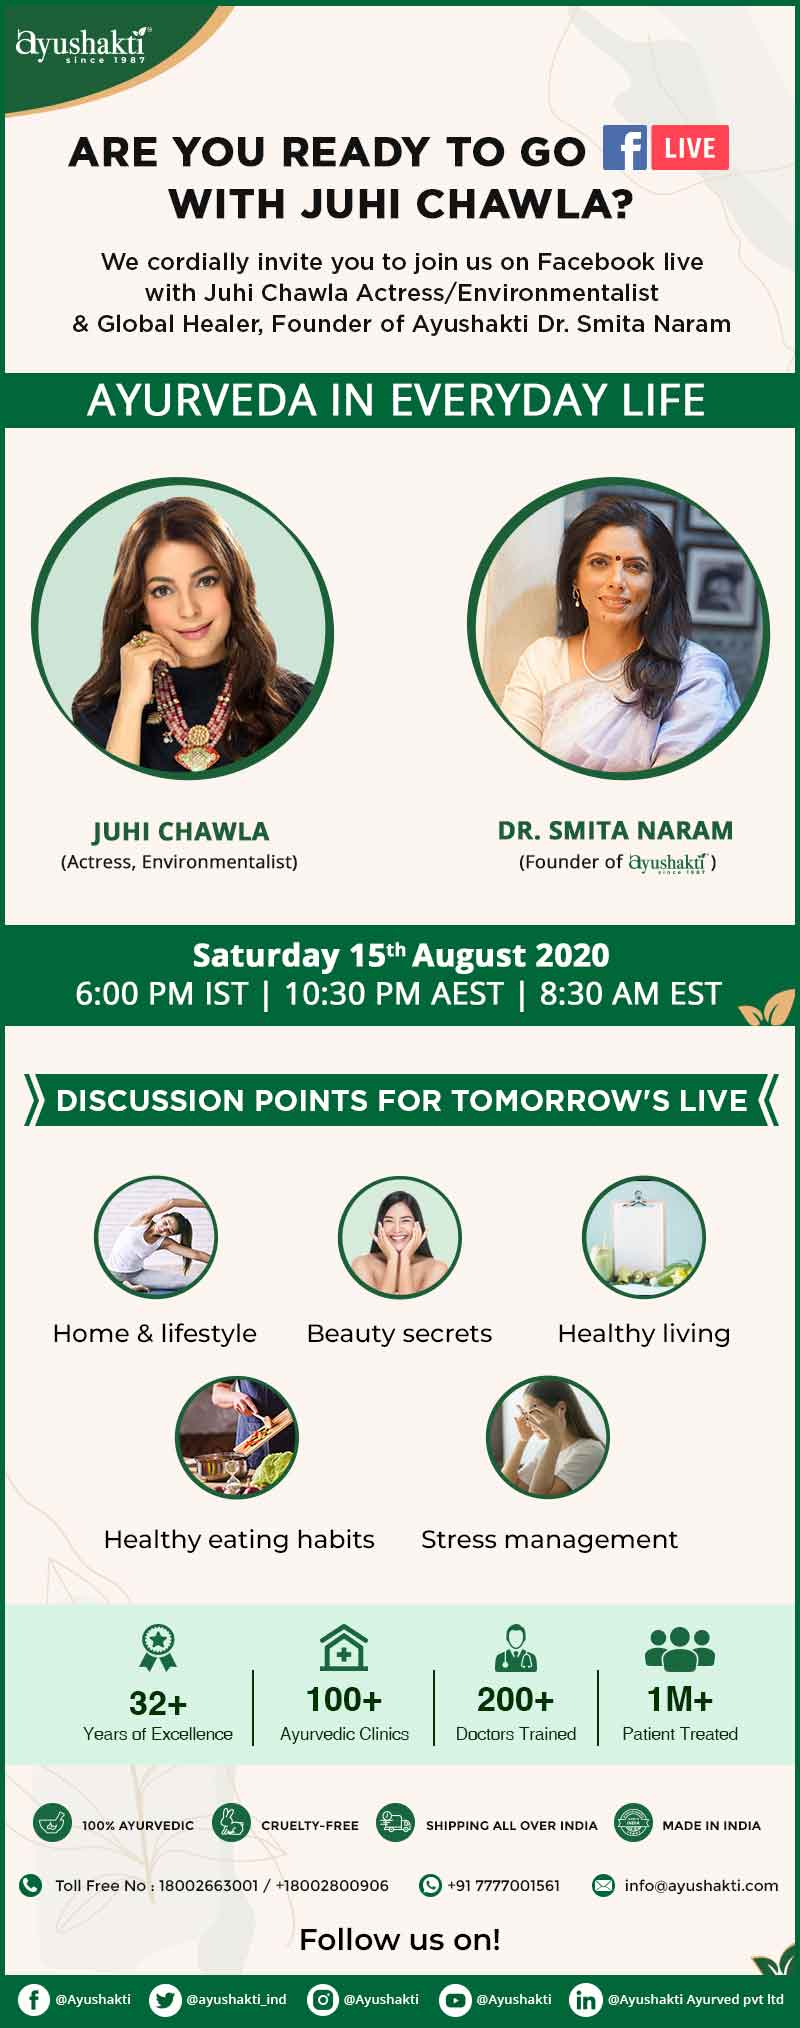 ayushakti®
since 1987
ARE YOU READY TO GO f LIVE
WITH JUHI CHAWLA?
We cordially invite you to join us on Facebook live
with Juhi Chawla Actress/Environmentalist
& Global Healer, Founder of Ayushakti Dr. Smita Naram
AYURVEDA IN EVERYDAY LIFE
JUHI CHAWLA
(Actress, Environmentalist)
DR. SMITA NARAM
(Founder of ayushakti since 1987)
Saturday 15th August 2020
6:00 PM IST | 10:30 PM AEST | 8:30 AM EST
DISCUSSION POINTS FOR TOMORROW'S LIVE
Home & lifestyle
Beauty secrets
Healthy living
Healthy eating habits
Stress management
32+
Years of Excellence
100+
Ayurvedic Clinics
200+
Doctors Trained
1M+
Patient Treated
100% AYURVEDIC
CRUELTY-FREE
SHIPPING ALL OVER INDIA
MADE IN INDIA
Toll Free No : 18002663001 / +18002800906
+91 7777001561
info@ayushakti.com
Follow us on!
@Ayushakti
@ayushakti_ind
@Ayushakti
@Ayushakti
@Ayushakti Ayurved pvt ltd